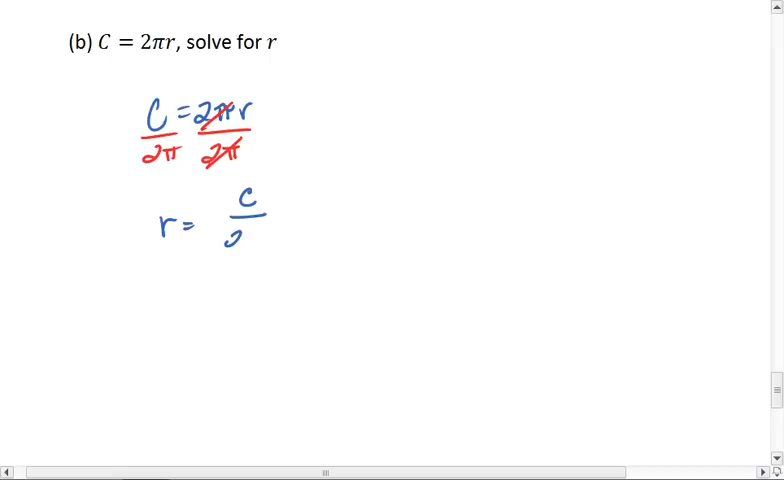 (b) C = 2πr, solve for r
C = 2πr
2π 2π
r = C
2